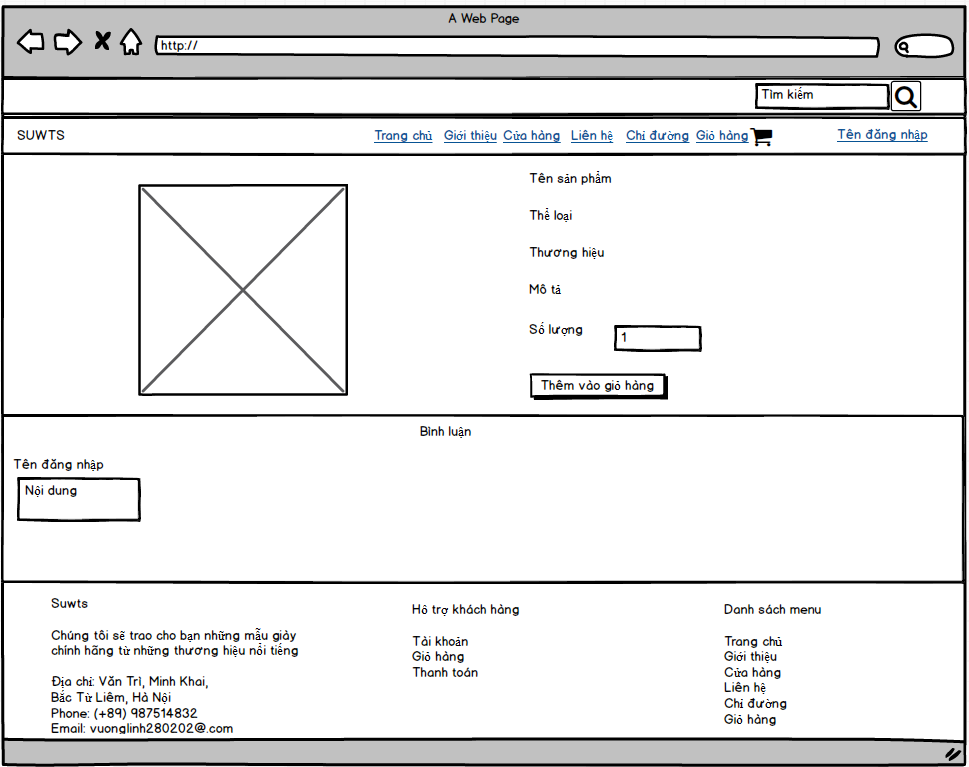 A Web Page
http://
Tìm kiếm
SUWTS
Trang chủ Giới thiệu Cửa hàng Liên hệ Chỉ đường Giỏ hàng Tên đăng nhập
Tên sản phẩm
Thể loại
Thương hiệu
Mô tả
Số lượng 1
Thêm vào giỏ hàng
Bình luận
Tên đăng nhập
Nội dung
Suwts
Chúng tôi sẽ trao cho bạn những mẫu giày
chính hãng từ những thương hiệu nổi tiếng
Địa chỉ: Văn Trì, Minh Khai,
Bắc Từ Liêm, Hà Nội
Phone: (+89) 987514832
Email: vuonglinh280202@.com
Hỗ trợ khách hàng
Tài khoản
Giỏ hàng
Thanh toán
Danh sách menu
Trang chủ
Giới thiệu
Cửa hàng
Liên hệ
Chỉ đường
Giỏ hàng